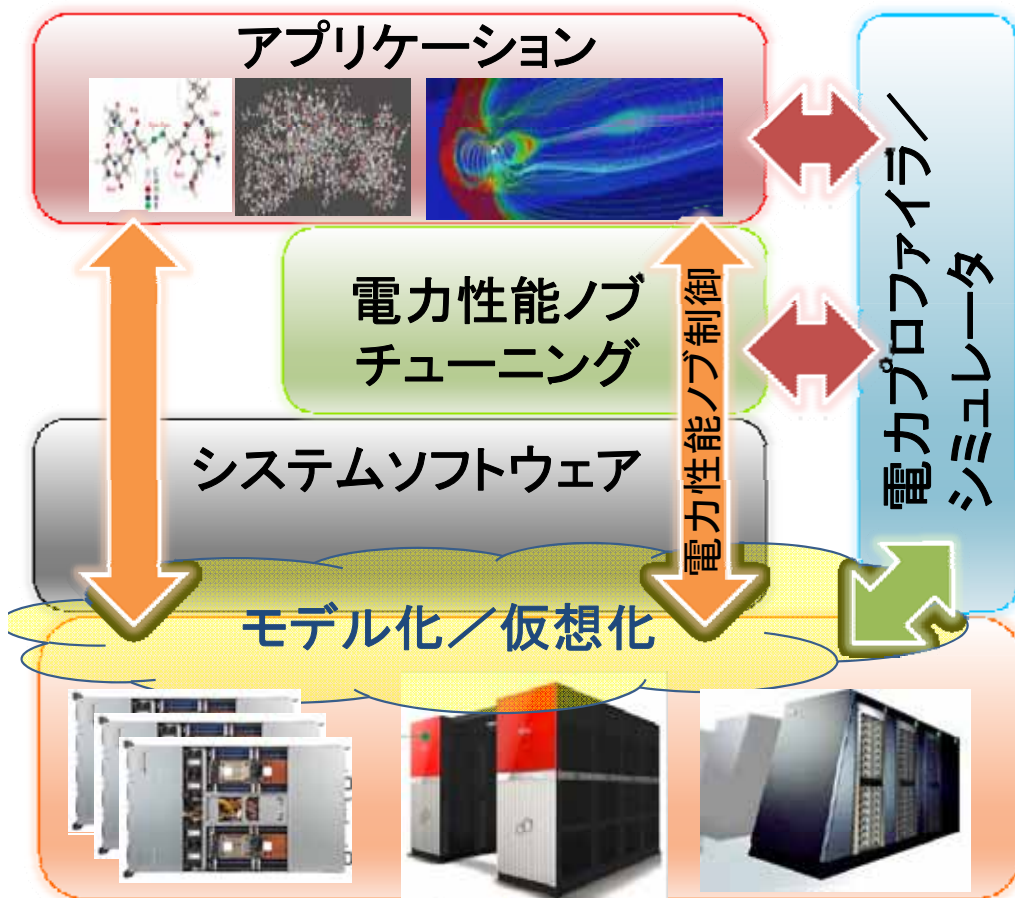 アプリケーション
電力性能ノブ
チューニング
電力性能ノブ制御
システムソフトウェア
モデル化／仮想化
電力プロファイラ／
シミュレータ